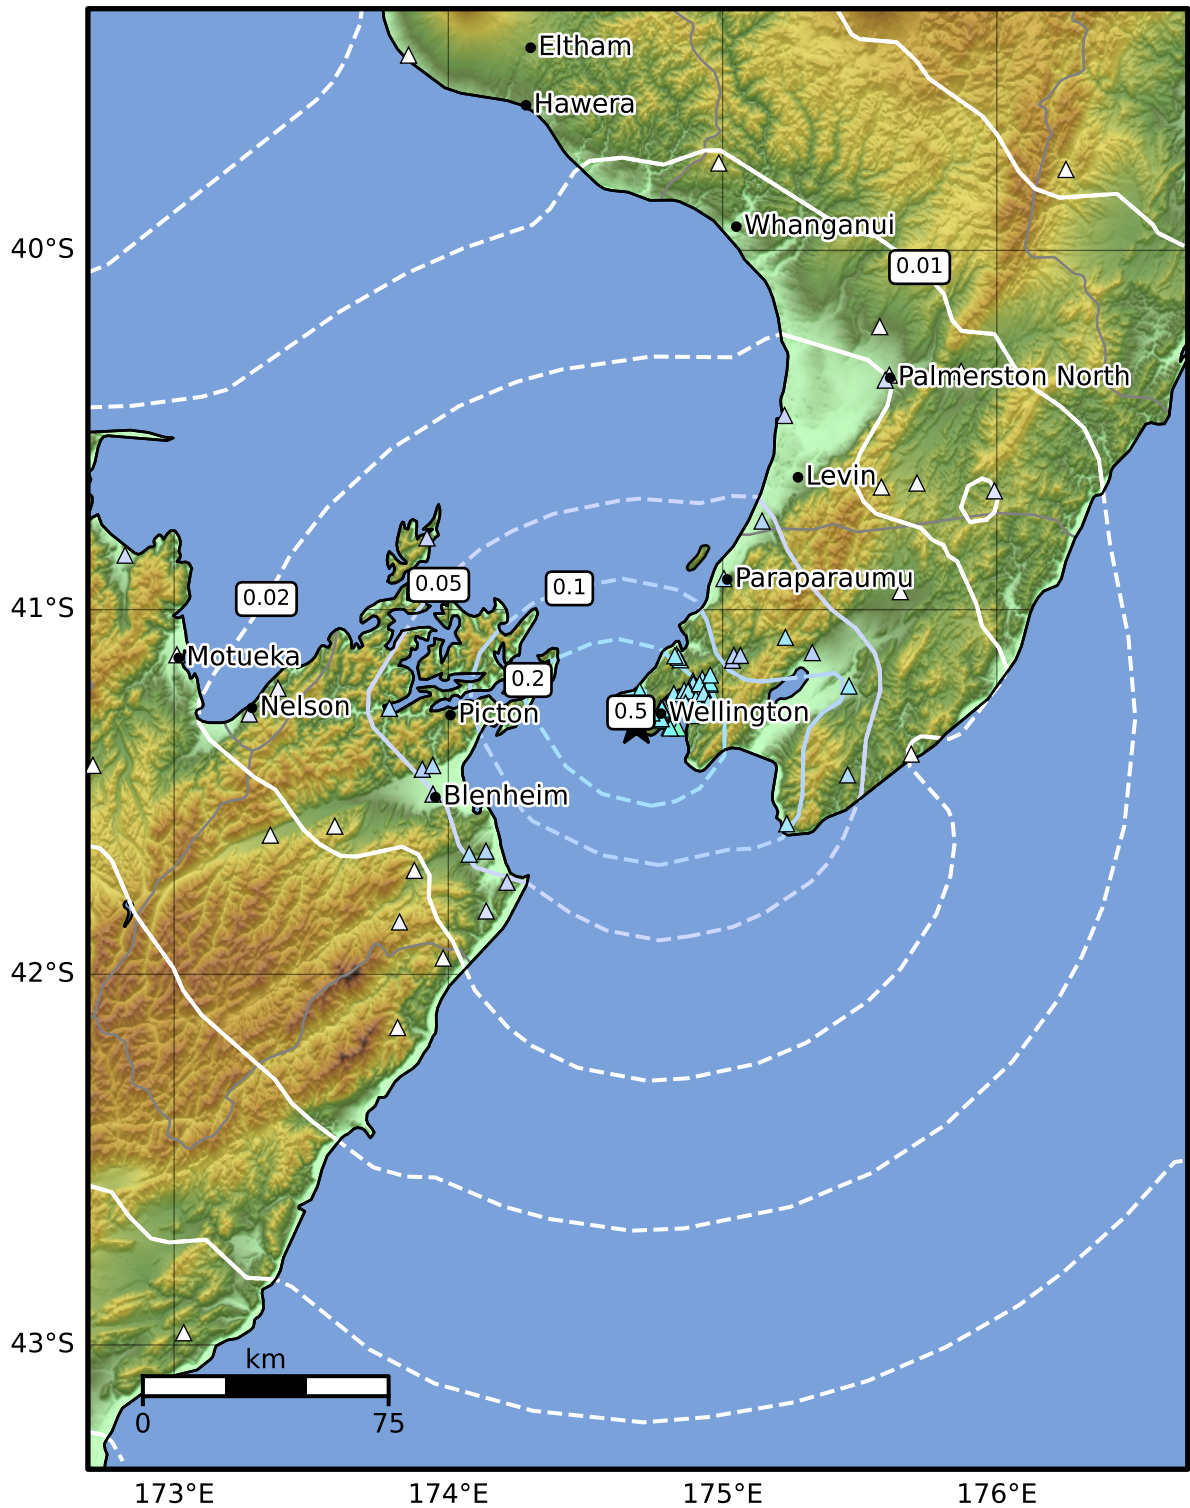 Eltham
Hawera
Whanganui
40°S
0.01
Palmerston North
Levin
Paraparaumu
0.05
0.1
0.02
41°S
Motueka
0.2
Nelson
Picton
0.5
Wellington
Blenheim
42°S
43°S
km
0 75
173°E 174°E 175°E 176°E